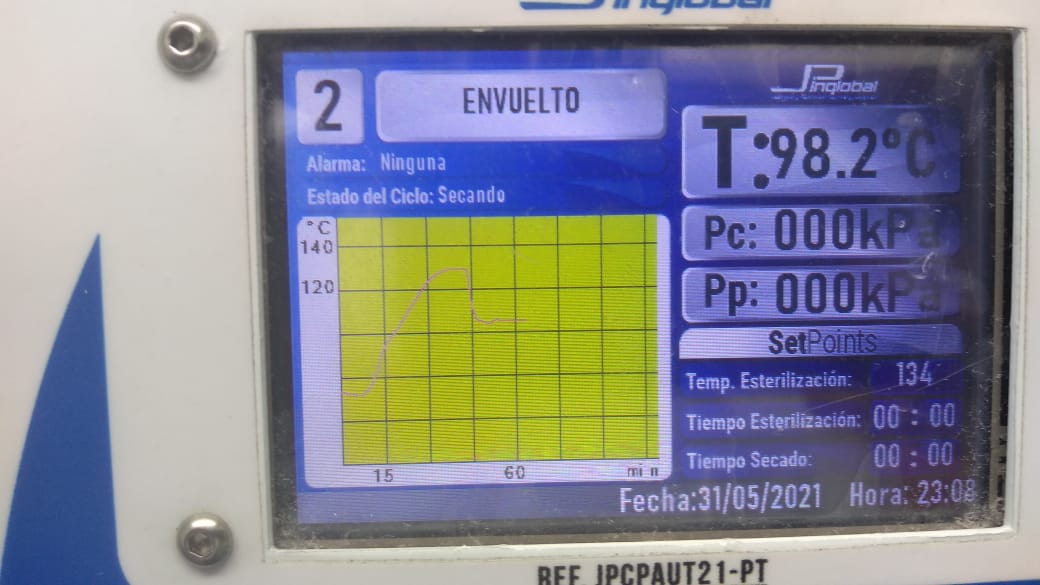 Jinglobal
2 ENVUELTO
Jinglobal
Alarma: Ninguna
Estado del Ciclo: Secando
T:98.2°C
Pc: 000kPa
Pp: 000kPa
°C
140
120
15 60 min
SetPoints
Temp. Esterilización: 134
Tiempo Esterilización: 00 : 00
Tiempo Secado: 00 : 00
Fecha:31/05/2021 Hora: 23:08
REF JPCPAUT21-PT